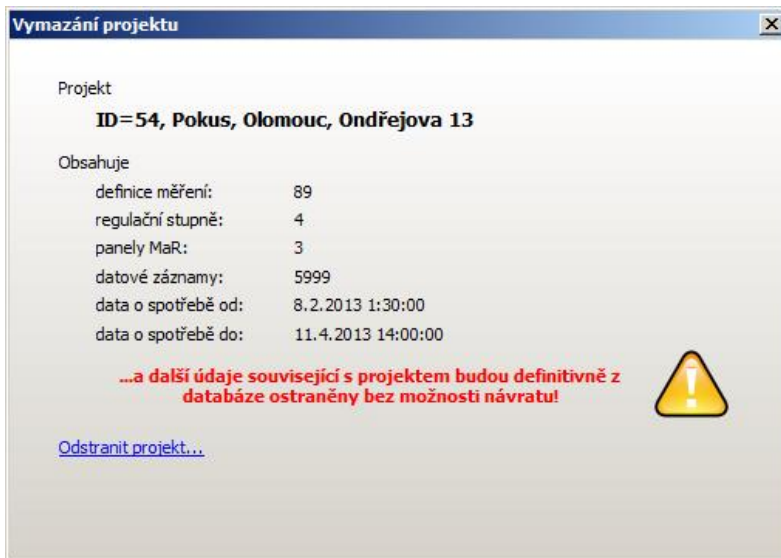 Vymazání projektu
Projekt
ID=54, Pokus, Olomouc, Ondřejova 13
Obsahuje
definice měření: 89
regulační stupně: 4
panely MaR: 3
datové záznamy: 5999
data o spotřebě od: 8.2.2013 1:30:00
data o spotřebě do: 11.4.2013 14:00:00
...a další údaje související s projektem budou definitivně z
databáze ostraněny bez možnosti návratu!
Odstranit projekt...